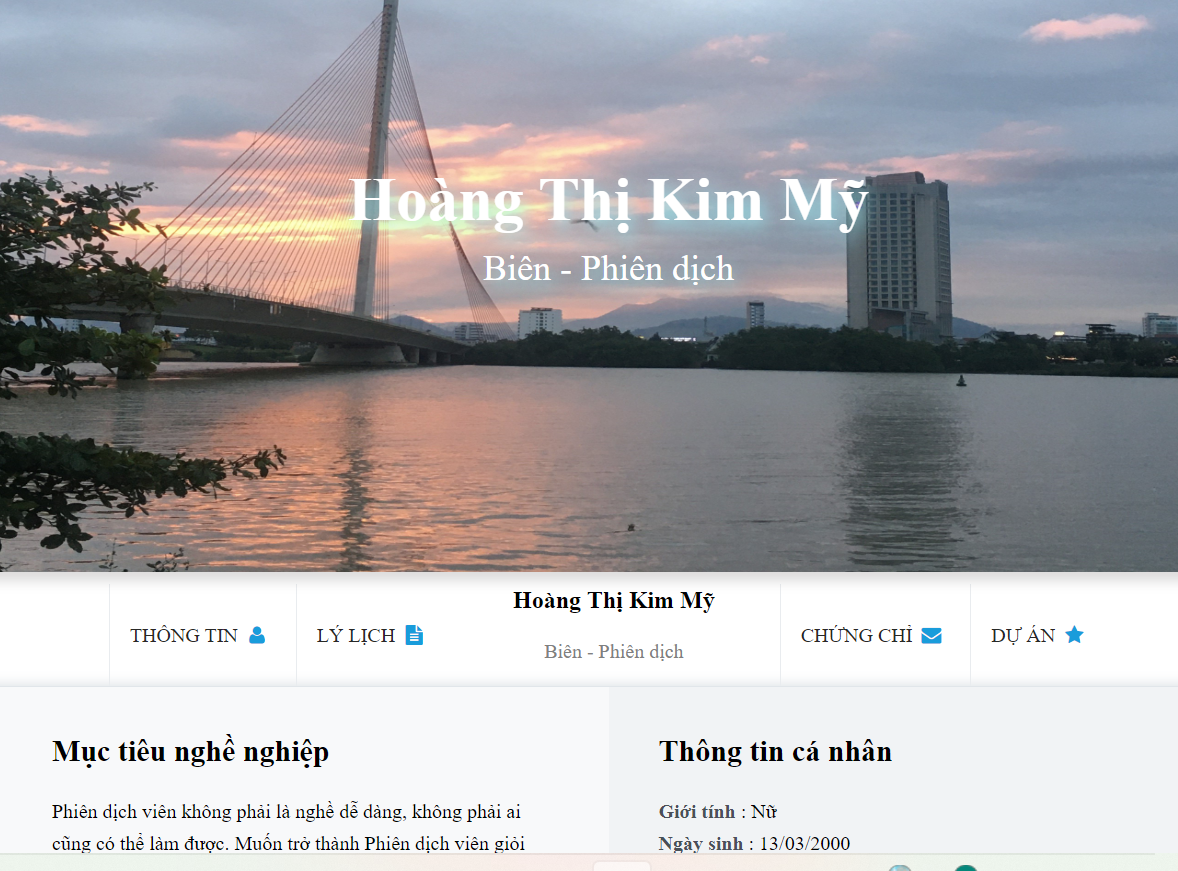 Hoàng Thị Kim Mỹ
Biên - Phiên dịch
THÔNG TIN
LÝ LỊCH
Hoàng Thị Kim Mỹ
Biên - Phiên dịch
CHỨNG CHỈ
DỰ ÁN
Mục tiêu nghề nghiệp
Phiên dịch viên không phải là nghề dễ dàng, không phải ai
cũng có thể làm được. Muốn trở thành Phiên dịch viên giỏi
Thông tin cá nhân
Giới tính : Nữ
Ngày sinh : 13/03/2000